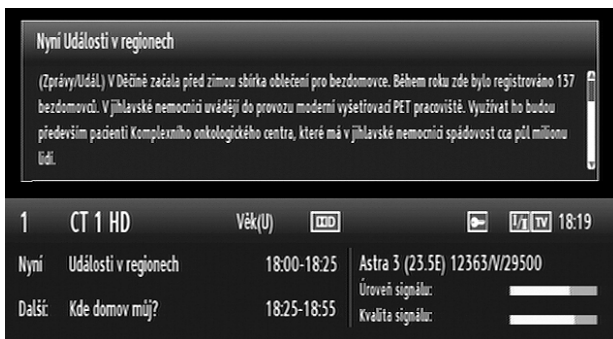 Nyní Události v regionech
(Zprávy/Udál.) V Děčíně začala před zimou sbírka oblečení pro bezdomovce. Během roku zde bylo registrováno 137
bezdomovců. V jihlavské nemocnici uvádějí do provozu moderní vyšetřovací PET pracoviště. Využívat ho budou
především pacienti Komplexního onkologického centra, které má v jihlavské nemocnici spádovost cca půl milionu
lidí.
1 CT 1 HD Věk(U) DD I/I TV 18:19
Nyní Události v regionech 18:00-18:25 Astra 3 (23.5E) 12363/V/29500
Úroveň signálu:
Další: Kde domov můj? 18:25-18:55 Kvalita signálu: